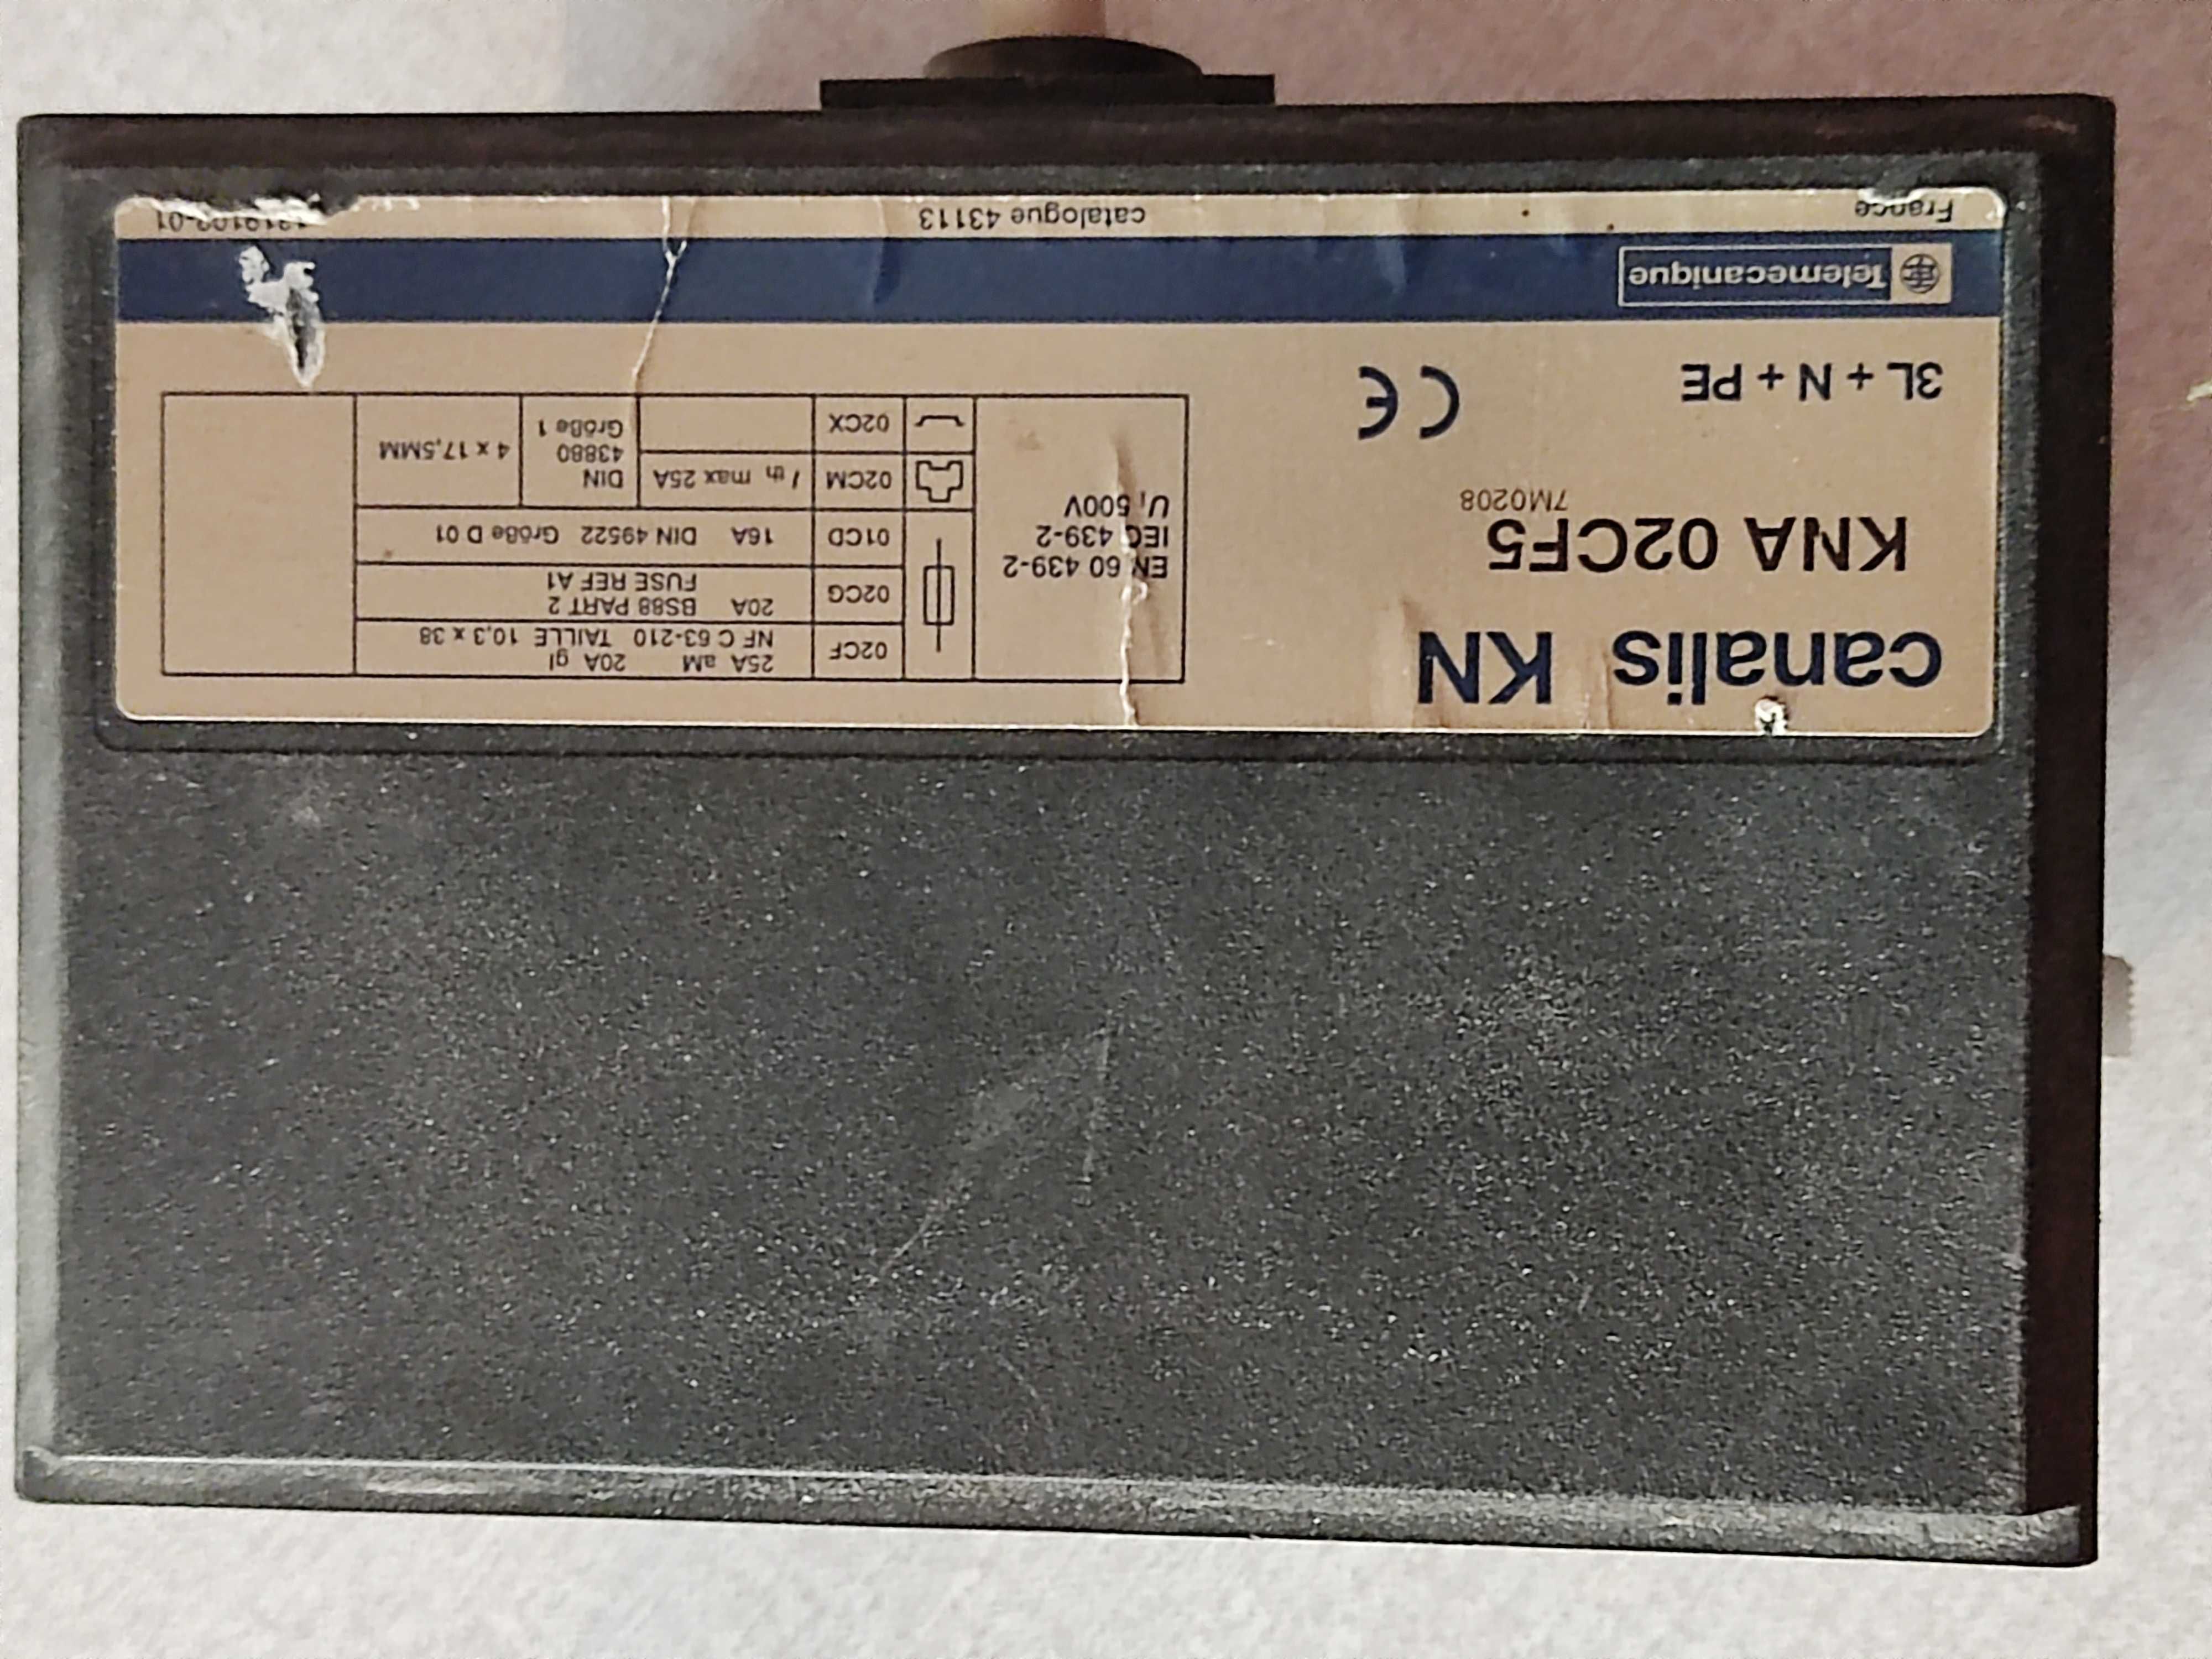 canalis KN
KNA 02CF5
7M0208
3L + N + PE
CE
EN 60 439-2
IEC 439-2
Ui 500V
02CF 25A aM 20A gI
NF C 63-210 TAILLE 10,3 x 38
02CG 20A BS88 PART 2
FUSE REF A1
01CD 16A DIN 49522 Größe D 01
02CM I th max 25A
02CX
DIN
43880
Größe 1
4 x 17,5MM
Telemecanique
France
catalogue 43113